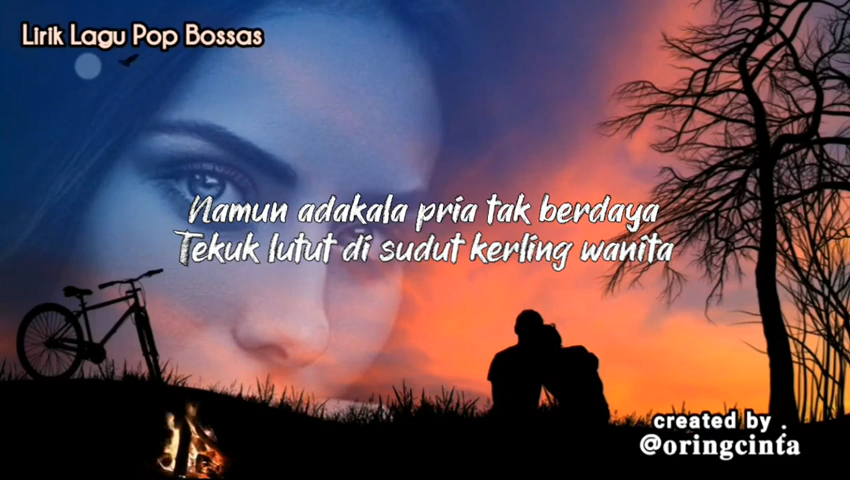 Lirik Lagu Pop Bossas
Namun adakala pria tak berdaya
Tekuk lutut di sudut kerling wanita
created by .
@oringcinta